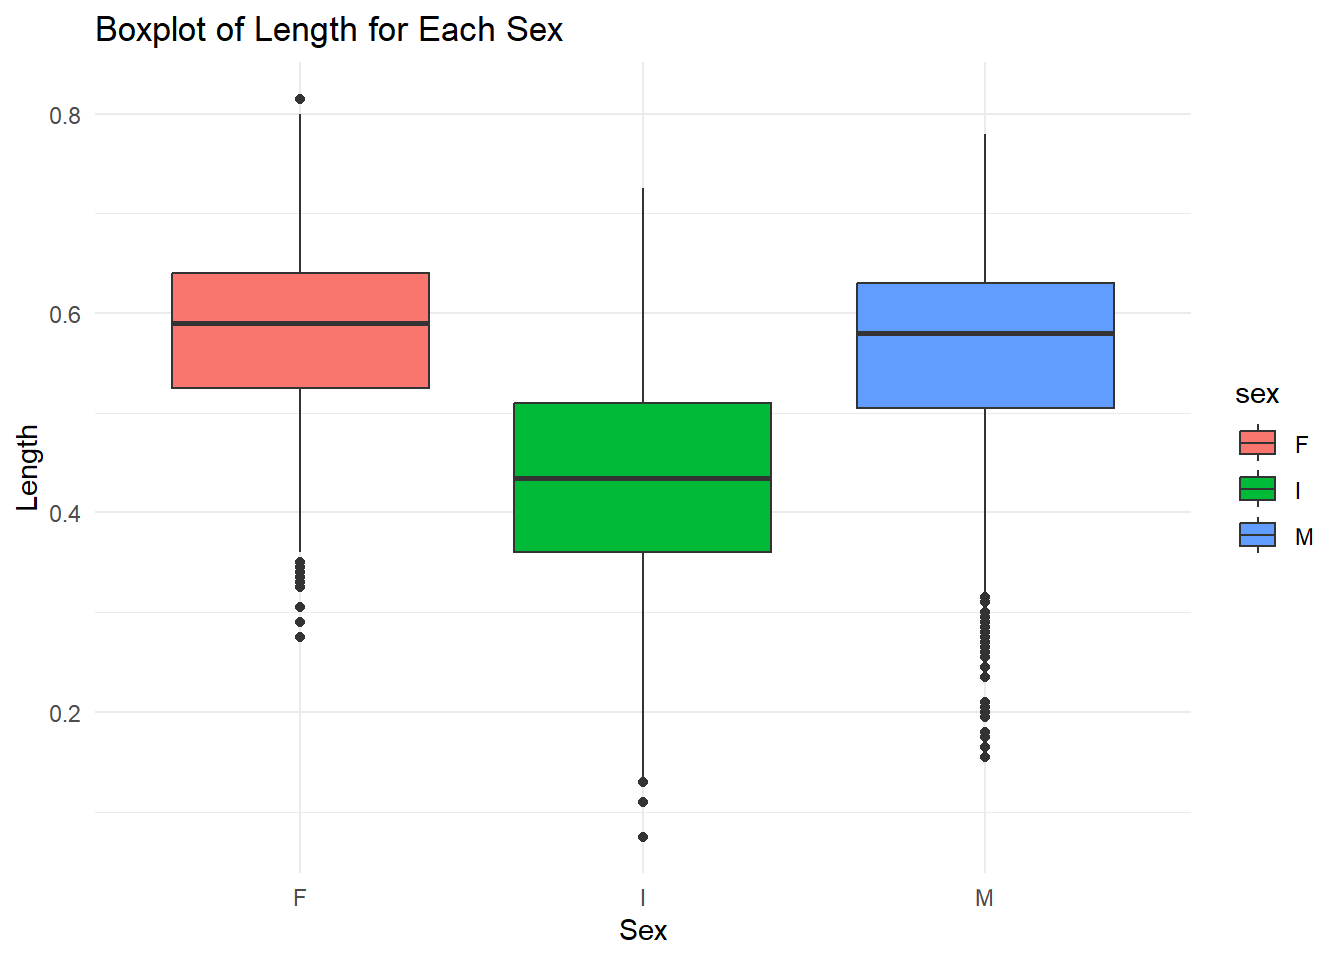 Boxplot of Length for Each Sex
0.8
0.6
0.4
0.2
Length
F
I
M
Sex
sex
F
I
M